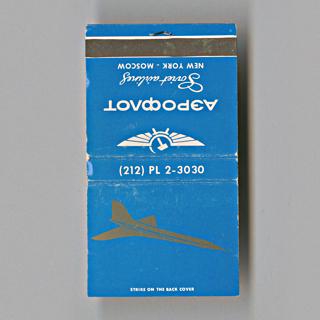 NEW YORK - MOSCOW
Soviet airlines
АЭРОФЛОТ
(212) PL 2-3030
STRIKE ON THE BACK COVER